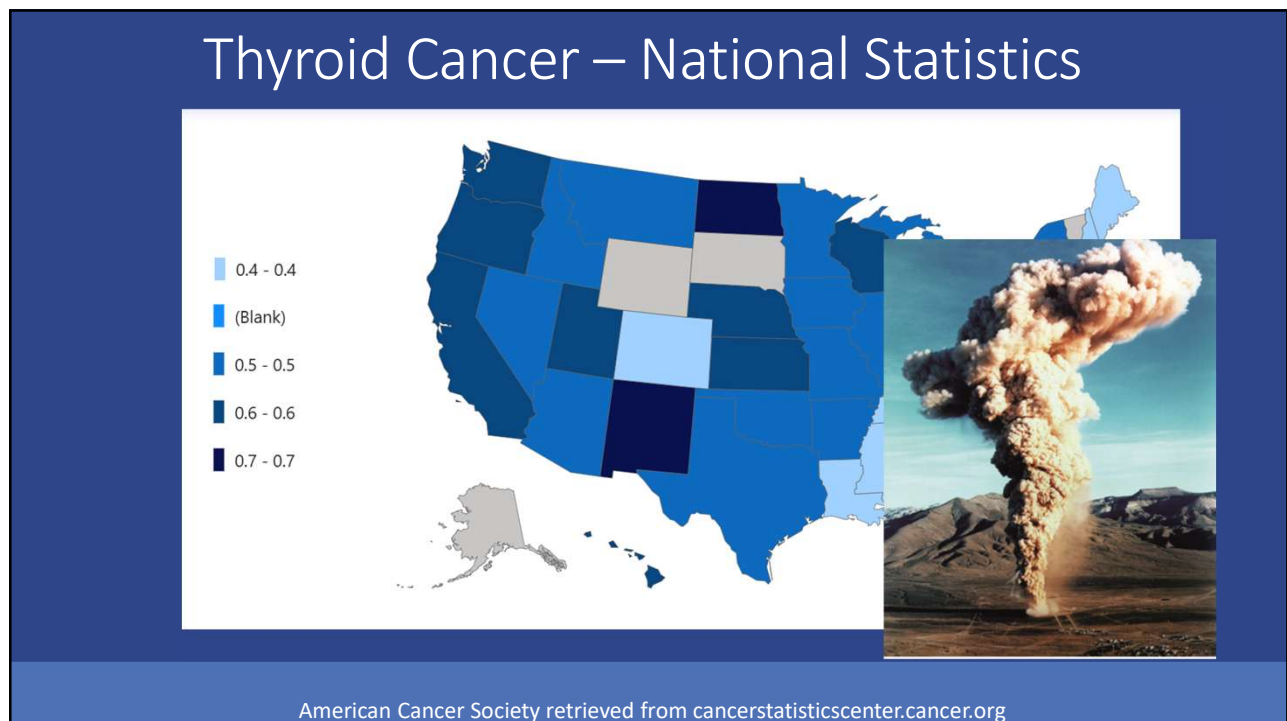 Thyroid Cancer – National Statistics
0.4 - 0.4
(Blank)
0.5 - 0.5
0.6 - 0.6
0.7 - 0.7
American Cancer Society retrieved from cancerstatisticscenter.cancer.org